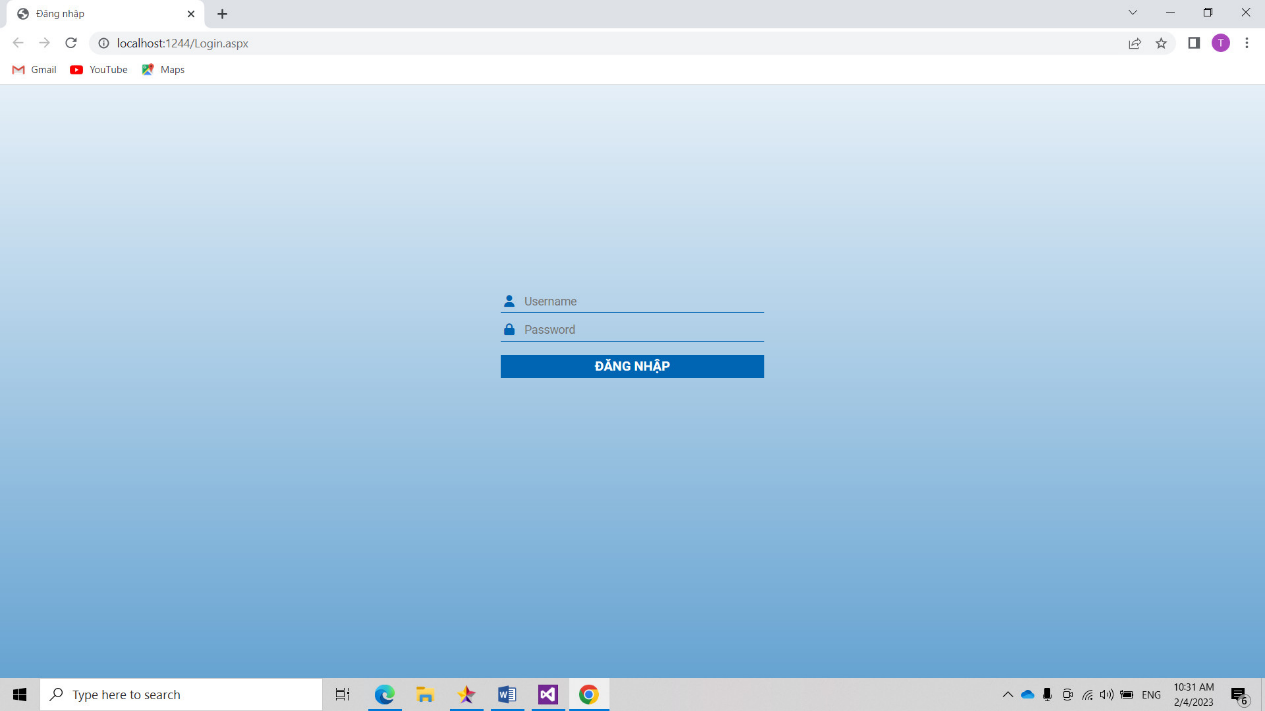 Đăng nhập
localhost:1244/Login.aspx
T
Gmail YouTube Maps
Username
Password
ĐĂNG NHẬP
Type here to search
ENG
10:31 AM
2/4/2023
6